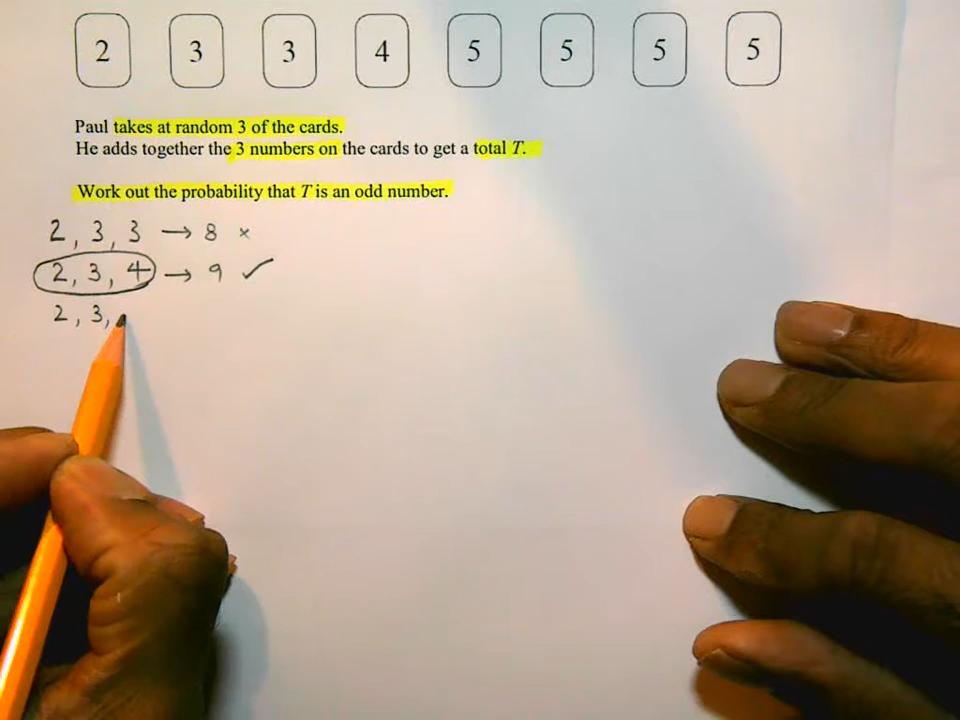 2 3 3 4 5 5 5 5
Paul takes at random 3 of the cards.
He adds together the 3 numbers on the cards to get a total T.
Work out the probability that T is an odd number.
2, 3, 3 → 8 ×
2, 3, 4 → 9 ✓
2, 3,